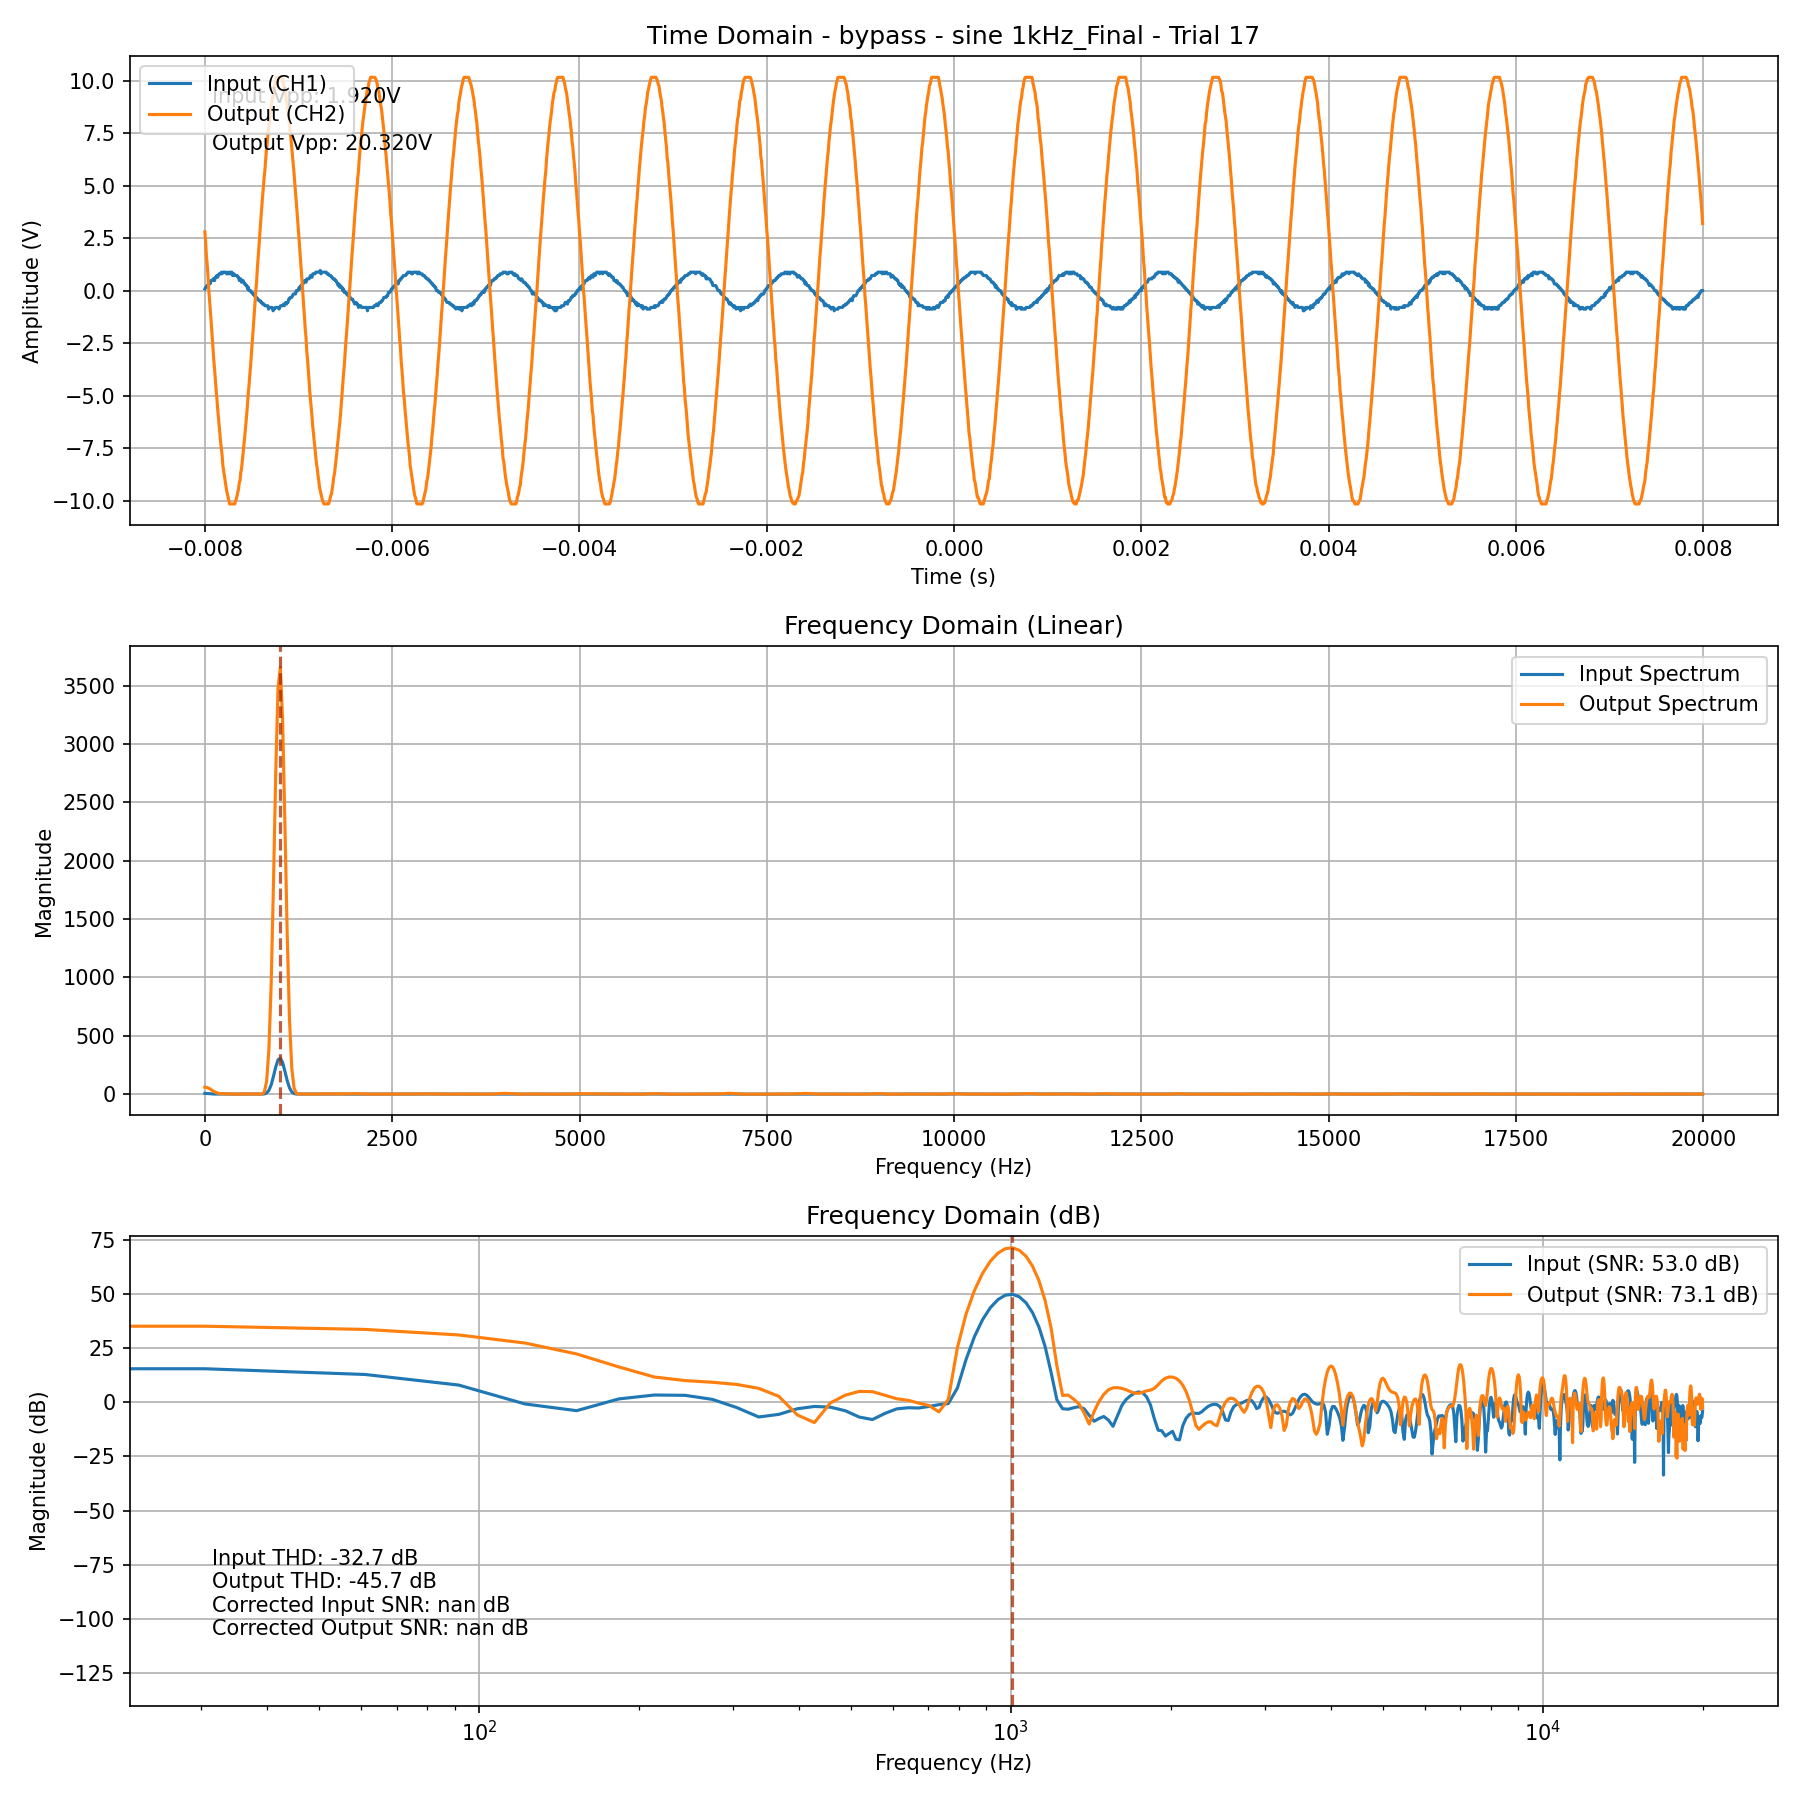 Time Domain - bypass - sine 1kHz_Final - Trial 17
Input (CH1)
Output (CH2)
Input Vpp: 1.920V
Output Vpp: 20.320V
Amplitude (V)
10.0
7.5
5.0
2.5
0.0
−2.5
−5.0
−7.5
−10.0
−0.008
−0.006
−0.004
−0.002
0.000
0.002
0.004
0.006
0.008
Time (s)
Frequency Domain (Linear)
Input Spectrum
Output Spectrum
Magnitude
3500
3000
2500
2000
1500
1000
500
0
0
2500
5000
7500
10000
12500
15000
17500
20000
Frequency (Hz)
Frequency Domain (dB)
Input (SNR: 53.0 dB)
Output (SNR: 73.1 dB)
Magnitude (dB)
75
50
25
0
−25
−50
−75
−100
−125
Input THD: -32.7 dB
Output THD: -45.7 dB
Corrected Input SNR: nan dB
Corrected Output SNR: nan dB
10²
10³
10⁴
Frequency (Hz)